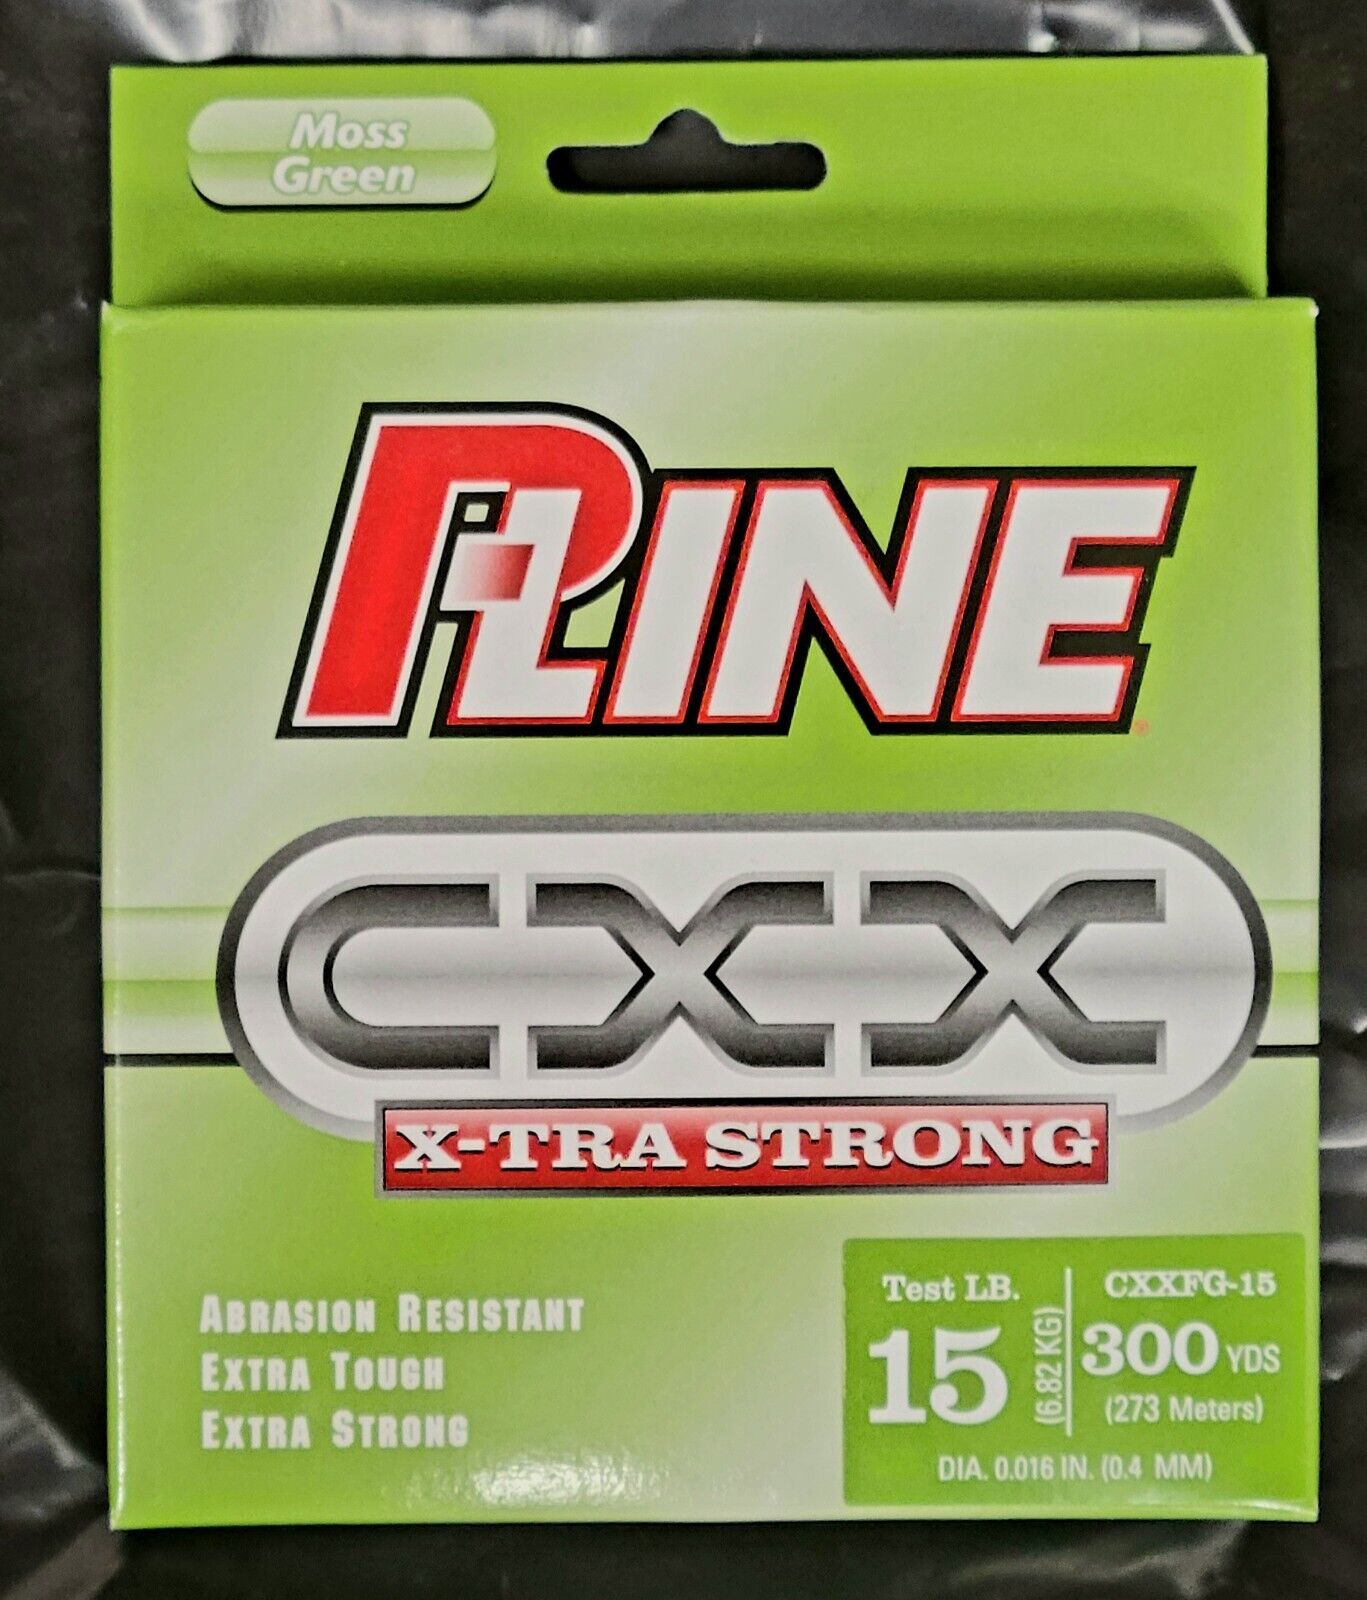 Moss
Green
P-LINE®
CXX
X-TRA STRONG
ABRASION RESISTANT
EXTRA TOUGH
EXTRA STRONG
Test LB.
15
(6.82 KG)
CXXFG-15
300 YDS
(273 Meters)
DIA. 0.016 IN. (0.4 MM)